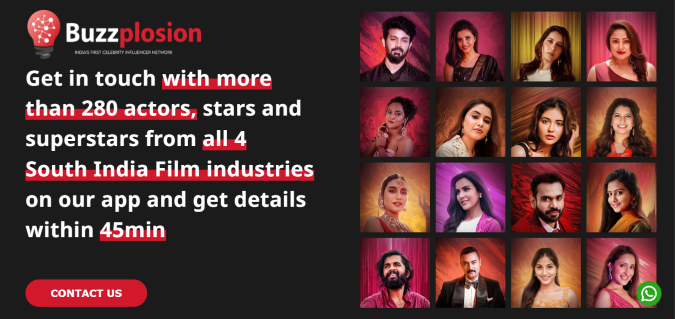 Buzzplosion
INDIA'S FIRST CELEBRITY INFLUENCER NETWORK
Get in touch with more
than 280 actors, stars and
superstars from all 4
South India Film industries
on our app and get details
within 45min
CONTACT US